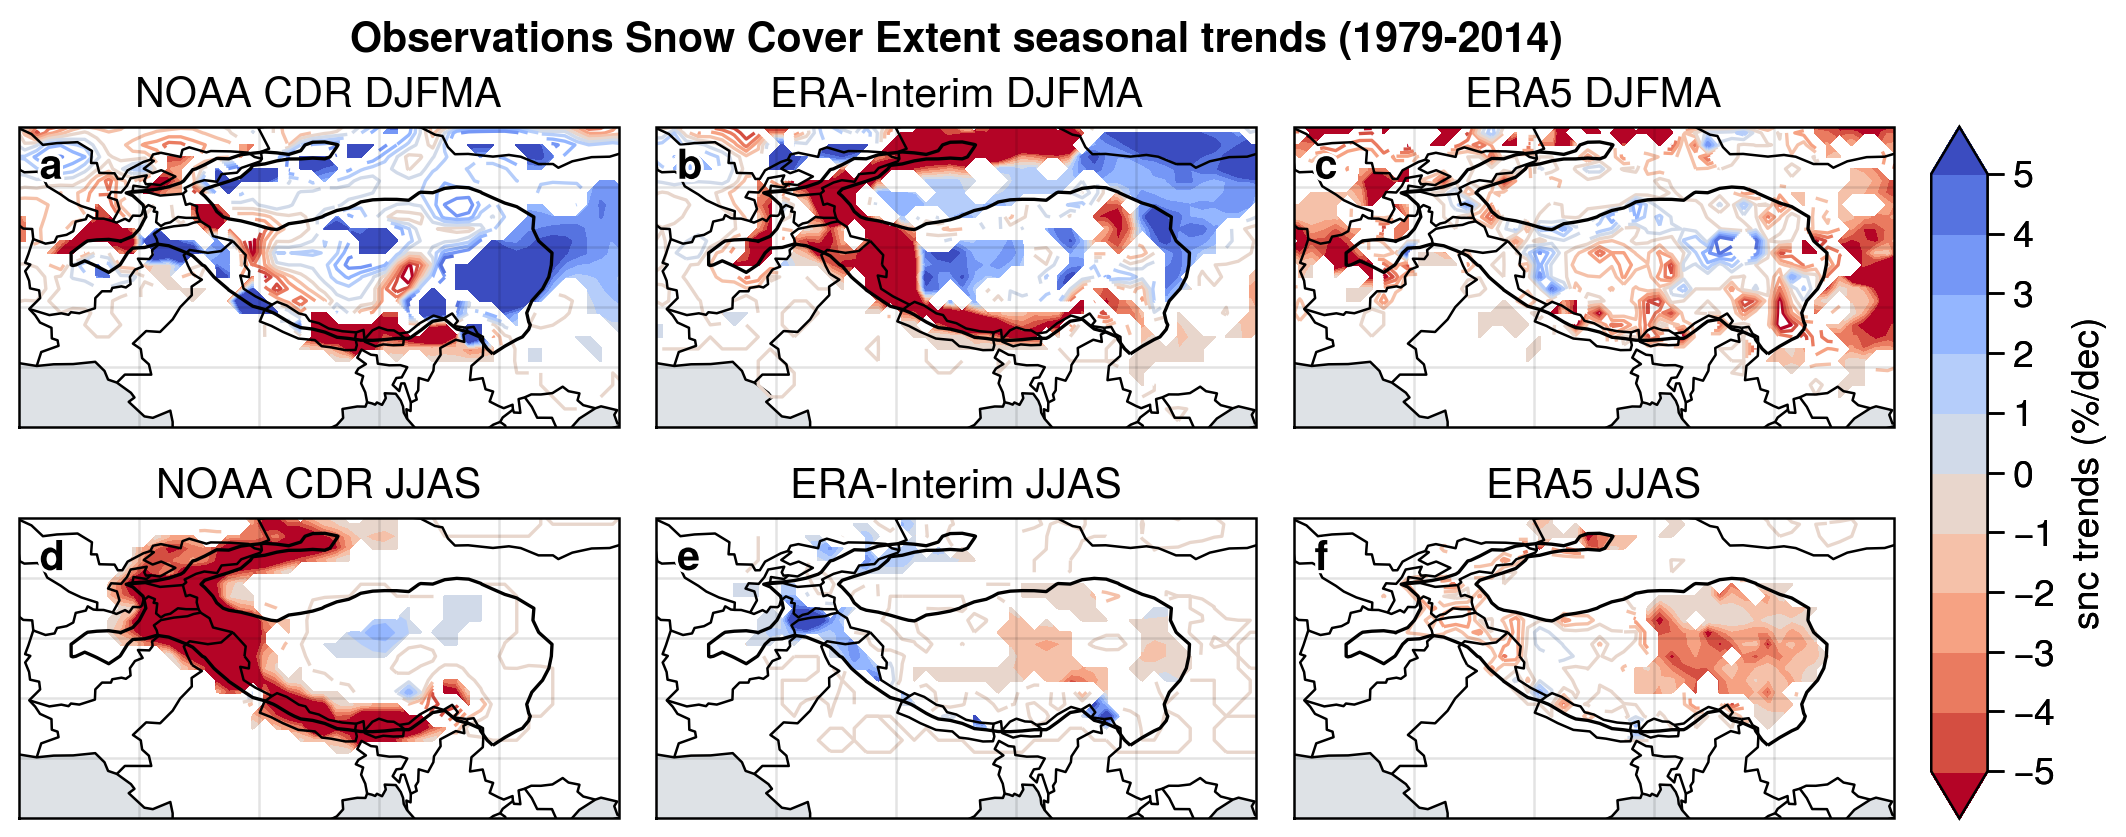 Observations Snow Cover Extent seasonal trends (1979-2014)
NOAA CDR DJFMA
ERA-Interim DJFMA
ERA5 DJFMA
a
b
c
NOAA CDR JJAS
ERA-Interim JJAS
ERA5 JJAS
d
e
f
5
4
3
2
1
0
−1
−2
−3
−4
−5
snc trends (%/dec)